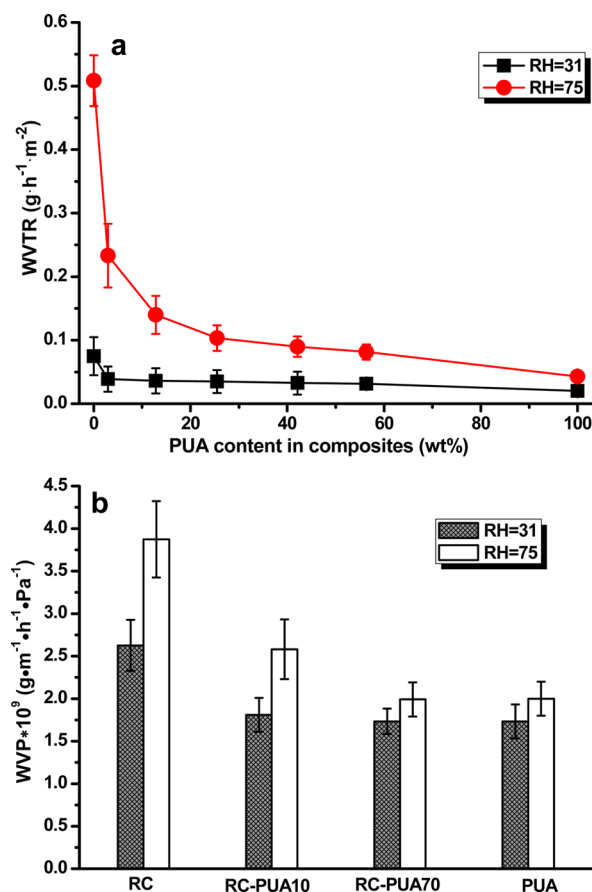 a
RH=31
RH=75
WVTR (g·h⁻¹·m⁻²)
0.6
0.5
0.4
0.3
0.2
0.1
0.0
0 20 40 60 80 100
PUA content in composites (wt%)
b
RH=31
RH=75
WVP*10⁹ (g•m⁻¹•h⁻¹•Pa⁻¹)
4.5
4.0
3.5
3.0
2.5
2.0
1.5
1.0
0.5
0.0
RC RC-PUA10 RC-PUA70 PUA